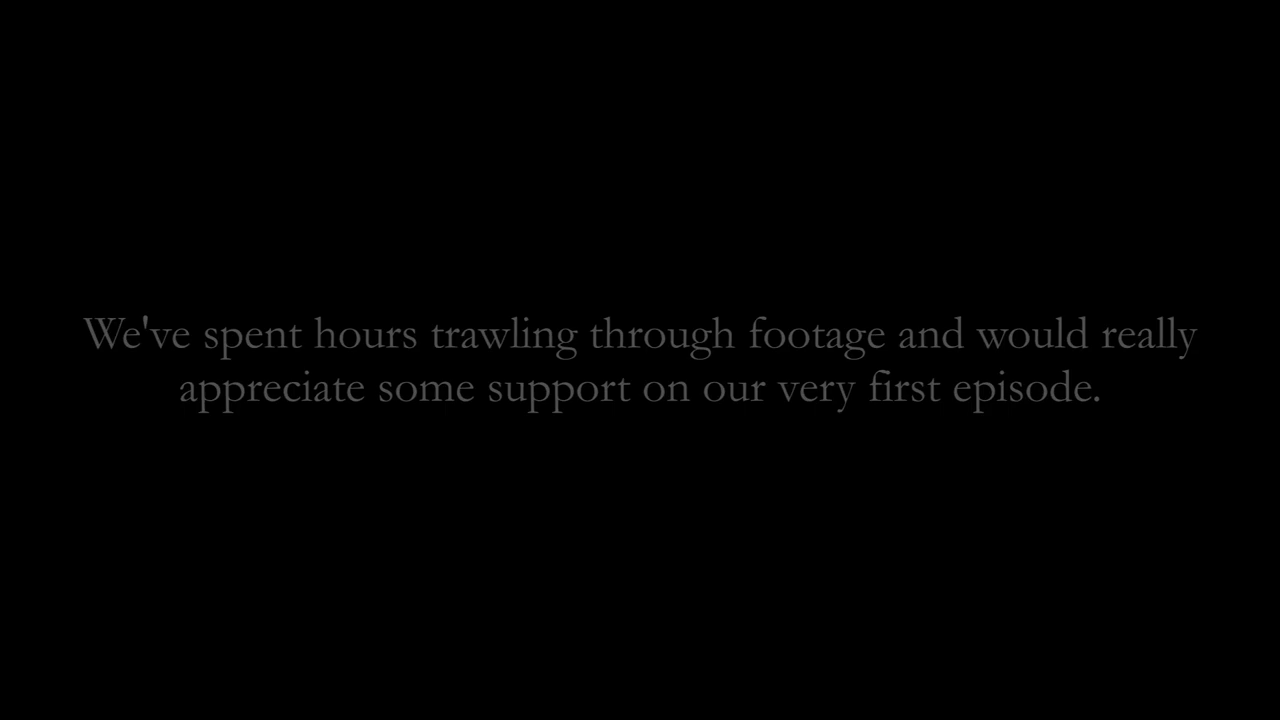 We've spent hours trawling through footage and would really
appreciate some support on our very first episode.